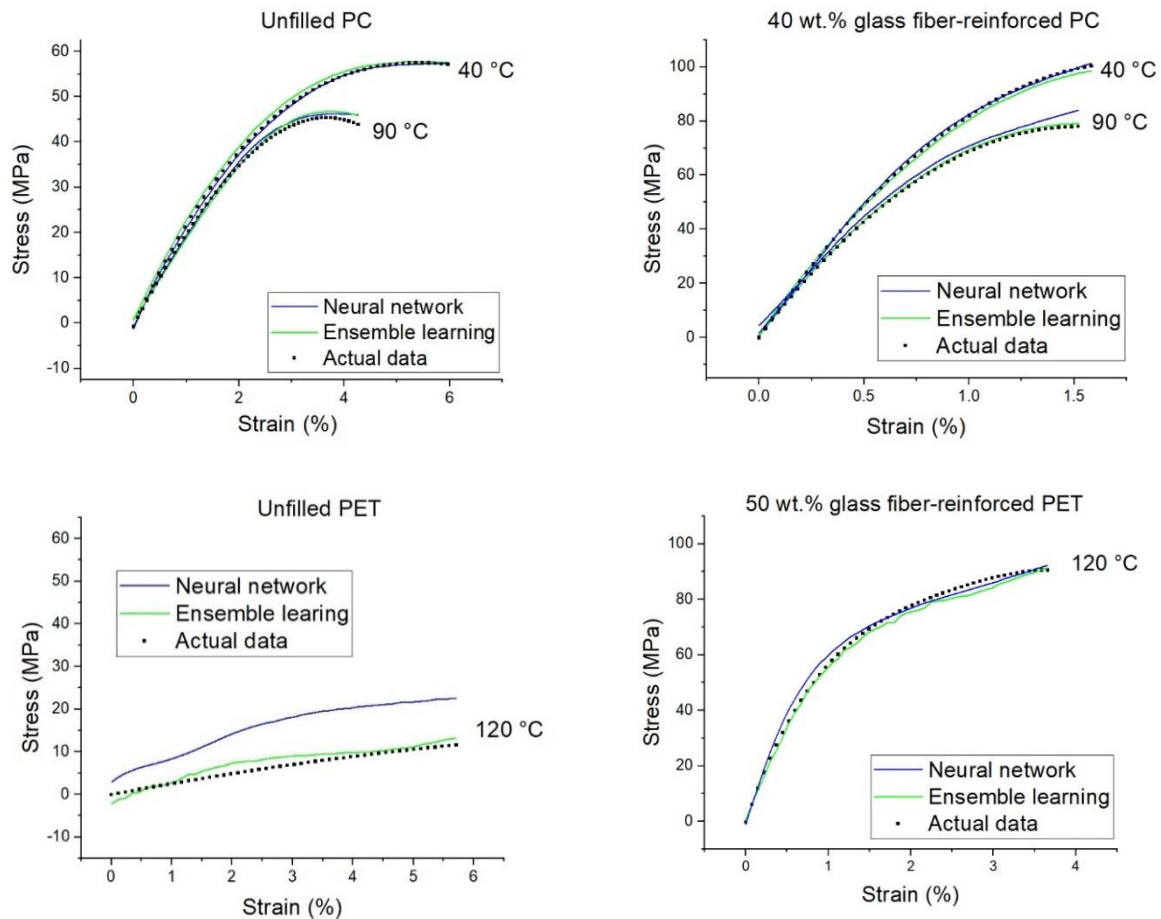 Unfilled PC
60
50
40
30
20
10
0
-10
Stress (MPa)
40 °C
90 °C
Neural network
Ensemble learning
Actual data
0 2 4 6
Strain (%)
40 wt.% glass fiber-reinforced PC
100
80
60
40
20
0
Stress (MPa)
40 °C
90 °C
Neural network
Ensemble learning
Actual data
0.0 0.5 1.0 1.5
Strain (%)
Unfilled PET
60
50
40
30
20
10
0
-10
Stress (MPa)
Neural network
Ensemble learing
Actual data
120 °C
0 1 2 3 4 5 6
Strain (%)
50 wt.% glass fiber-reinforced PET
100
80
60
40
20
0
Stress (MPa)
120 °C
Neural network
Ensemble learning
Actual data
0 1 2 3 4
Strain (%)